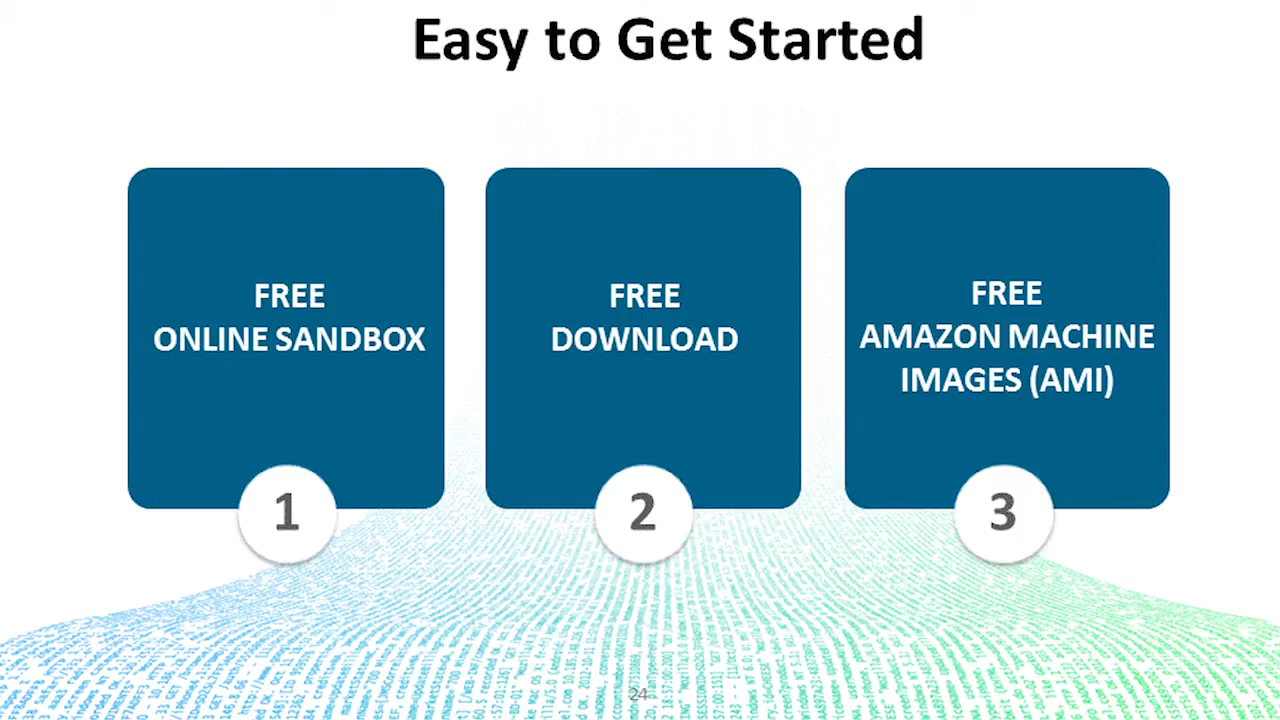 Easy to Get Started
FREE
ONLINE SANDBOX
1
FREE
DOWNLOAD
2
FREE
AMAZON MACHINE
IMAGES (AMI)
3
24